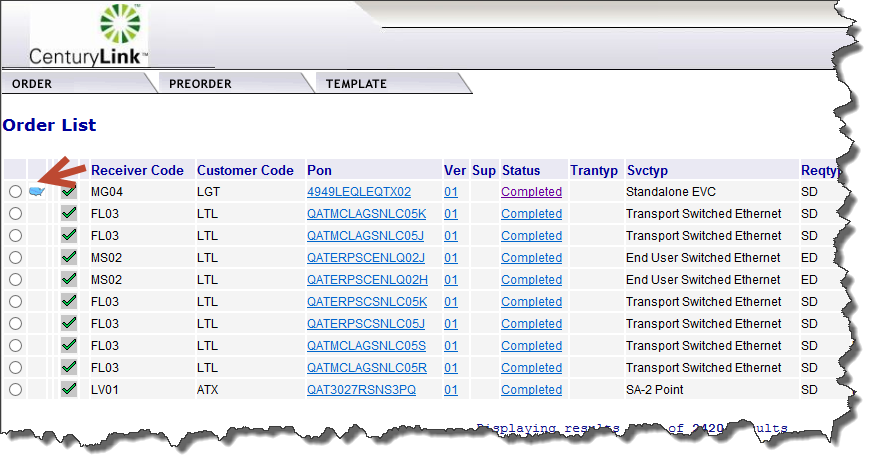 CenturyLink™
ORDER PREORDER TEMPLATE
Order List
Receiver Code Customer Code Pon Ver Sup Status Trantyp Svctyp Reqtyp
MG04 LGT 4949LEQLEQTX02 01 Completed Standalone EVC SD
FL03 LTL QATMCLAGSNLC05K 01 Completed Transport Switched Ethernet SD
FL03 LTL QATMCLAGSNLC05J 01 Completed Transport Switched Ethernet SD
MS02 LTL QATERPSCENLQ02J 01 Completed End User Switched Ethernet ED
MS02 LTL QATERPSCENLQ02H 01 Completed End User Switched Ethernet ED
FL03 LTL QATERPSCSNLC05K 01 Completed Transport Switched Ethernet SD
FL03 LTL QATERPSCSNLC05J 01 Completed Transport Switched Ethernet SD
FL03 LTL QATMCLAGSNLC05S 01 Completed Transport Switched Ethernet SD
FL03 LTL QATMCLAGSNLC05R 01 Completed Transport Switched Ethernet SD
LV01 ATX QAT3027RSNS3PQ 01 Completed SA-2 Point SD
Displaying results of